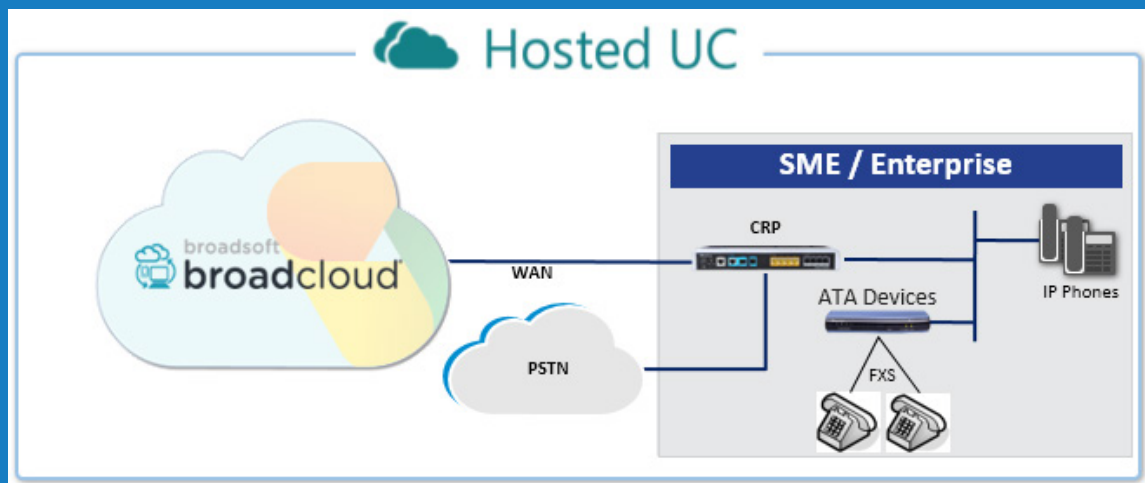 Hosted UC
SME / Enterprise
broadsoft
broadcloud
WAN
CRP
IP Phones
ATA Devices
PSTN
FXS